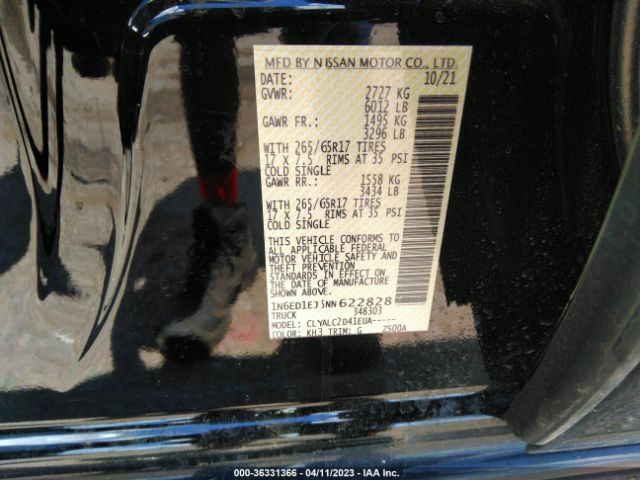 MFD BY NISSAN MOTOR CO., LTD.
DATE: 10/21
GVWR: 2727 KG
6012 LB
GAWR FR.: 1495 KG
3296 LB
WITH 265/65R17 TIRES
17 X 7.5 RIMS AT 35 PSI
COLD SINGLE
GAWR RR.: 1558 KG
3434 LB
WITH 265/65R17 TIRES
17 X 7.5 RIMS AT 35 PSI
COLD SINGLE
THIS VEHICLE CONFORMS TO
ALL APPLICABLE FEDERAL
MOTOR VEHICLE SAFETY AND
THEFT PREVENTION
STANDARDS IN EFFECT ON THE
DATE OF MANUFACTURE
SHOWN ABOVE.
1N6ED1EJ5NN622828
TRUCK 348303
MODEL: CLYALC2D41EUA-----
COLOR: KH3 TRIM: G ZS00A
000-36331366 - 04/11/2023 - IAA Inc.